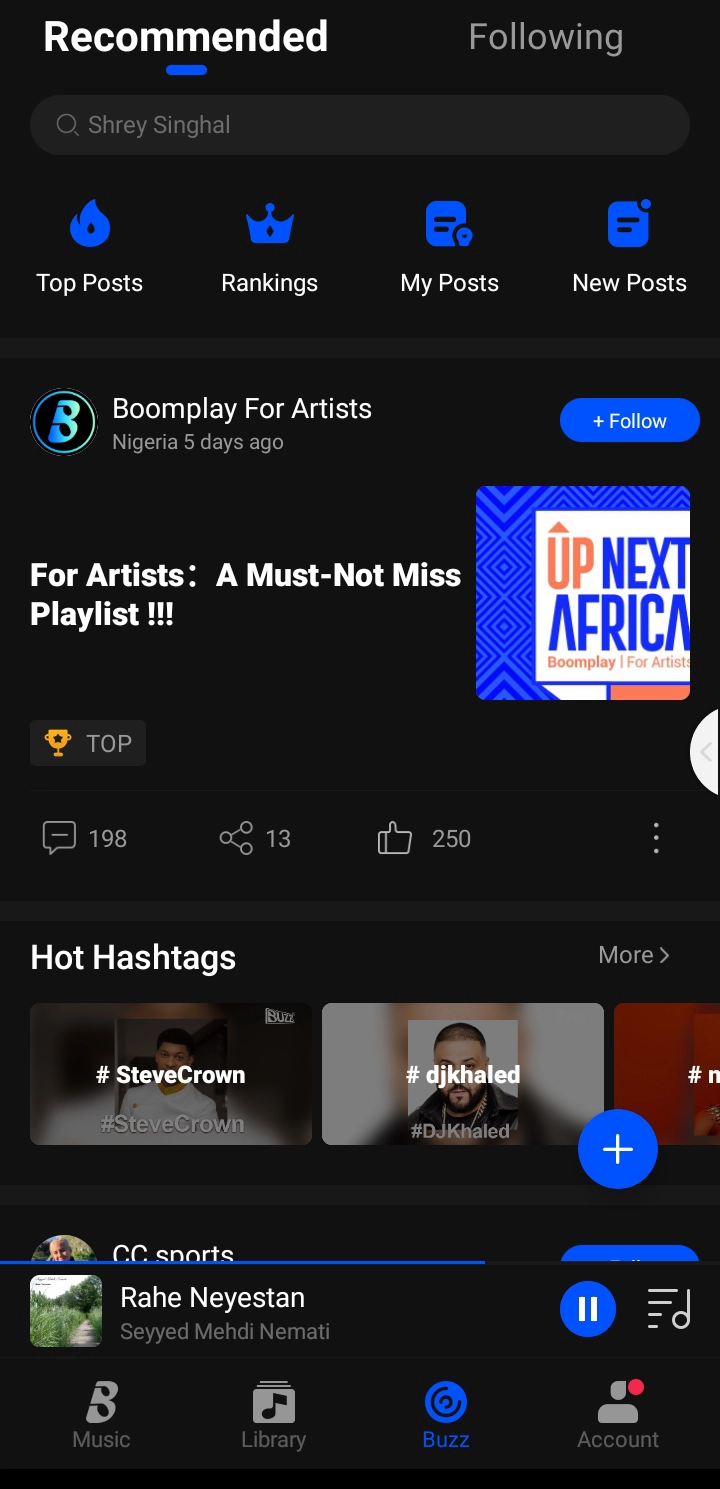 Recommended
Following
Shrey Singhal
Top Posts
Rankings
My Posts
New Posts
Boomplay For Artists
Nigeria 5 days ago
+ Follow
For Artists：A Must-Not Miss
Playlist !!!
UP NEXT
AFRICA
Boomplay | For Artists
TOP
198
13
250
Hot Hashtags
More
BUZZ
# SteveCrown
#SteveCrown
# djkhaled
#DJKhaled
#
CC sports
Rahe Neyestan
Seyyed Mehdi Nemati
Music
Library
Buzz
Account